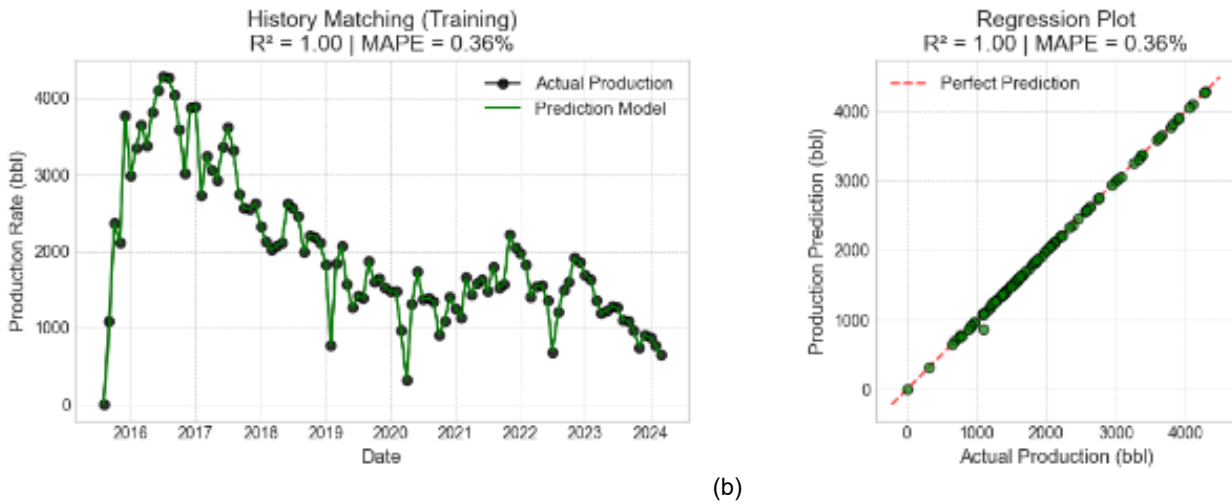 History Matching (Training)
R² = 1.00 | MAPE = 0.36%
Production Rate (bbl)
4000
3000
2000
1000
0
Actual Production
Prediction Model
2016 2017 2018 2019 2020 2021 2022 2023 2024
Date
Regression Plot
R² = 1.00 | MAPE = 0.36%
Production Prediction (bbl)
4000
3000
2000
1000
0
Perfect Prediction
0 1000 2000 3000 4000
Actual Production (bbl)
(b)